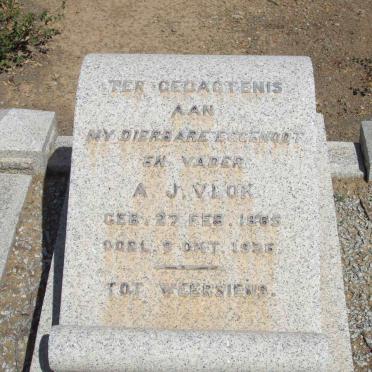 TER GEDAGTENIS
AAN
MY DIERBARE EGGENOOT
EN VADER
A. J. VLOK
GEB. 27 FEB.
OORL. OKT.
TOT WEERSIENS.